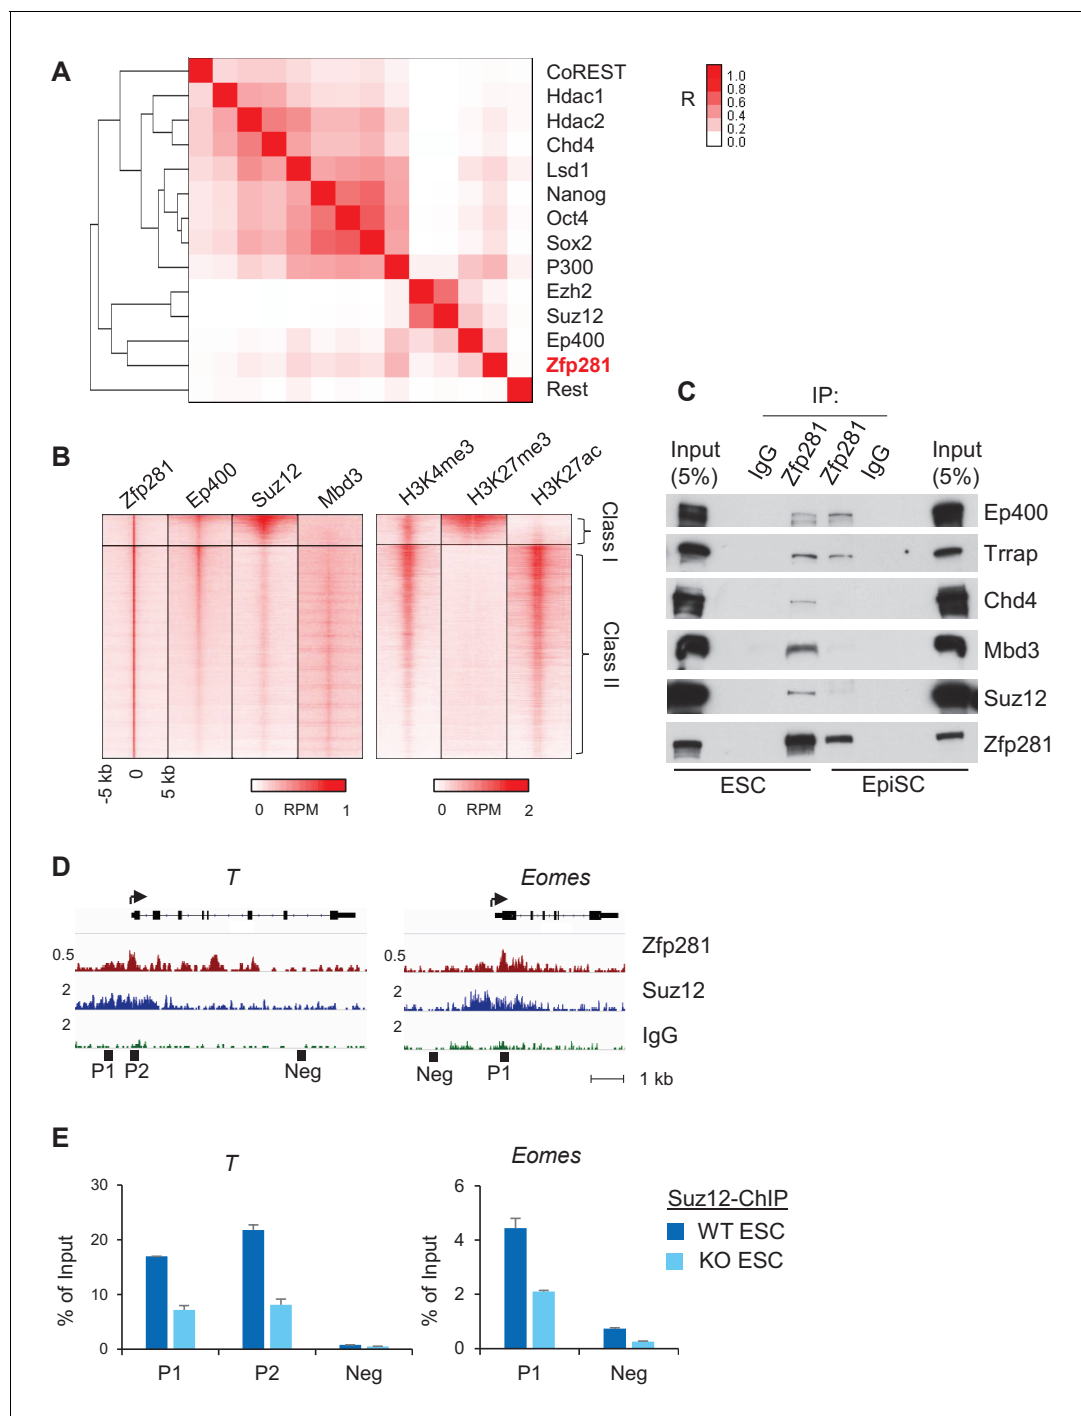 A
CoREST
Hdac1
Hdac2
Chd4
Lsd1
Nanog
Oct4
Sox2
P300
Ezh2
Suz12
Ep400
Zfp281
Rest
R
1.0
0.8
0.6
0.4
0.2
0.0
B
Zfp281
Ep400
Suz12
Mbd3
H3K4me3
H3K27me3
H3K27ac
Class I
Class II
-5 kb
0
5 kb
0 RPM 1
0 RPM 2
C
IP:
Input (5%)
IgG
Zfp281
Zfp281
IgG
Input (5%)
Ep400
Trrap
Chd4
Mbd3
Suz12
Zfp281
ESC
EpiSC
D
T
Eomes
0.5
0.5
Zfp281
2
2
Suz12
2
2
IgG
P1 P2 Neg
Neg P1
1 kb
E
T
Eomes
% of Input
30
20
10
0
P1 P2 Neg
% of Input
6
4
2
0
P1 Neg
Suz12-ChIP
WT ESC
KO ESC